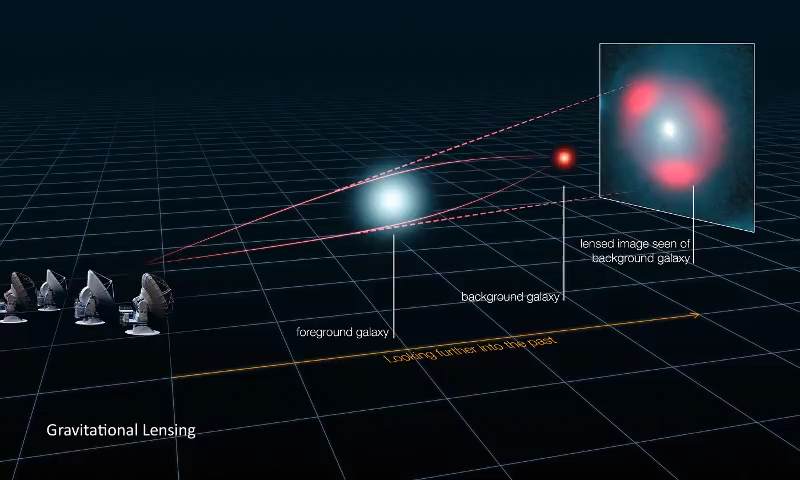 lensed image seen of
background galaxy
background galaxy
foreground galaxy
Looking further into the past
Gravitational Lensing